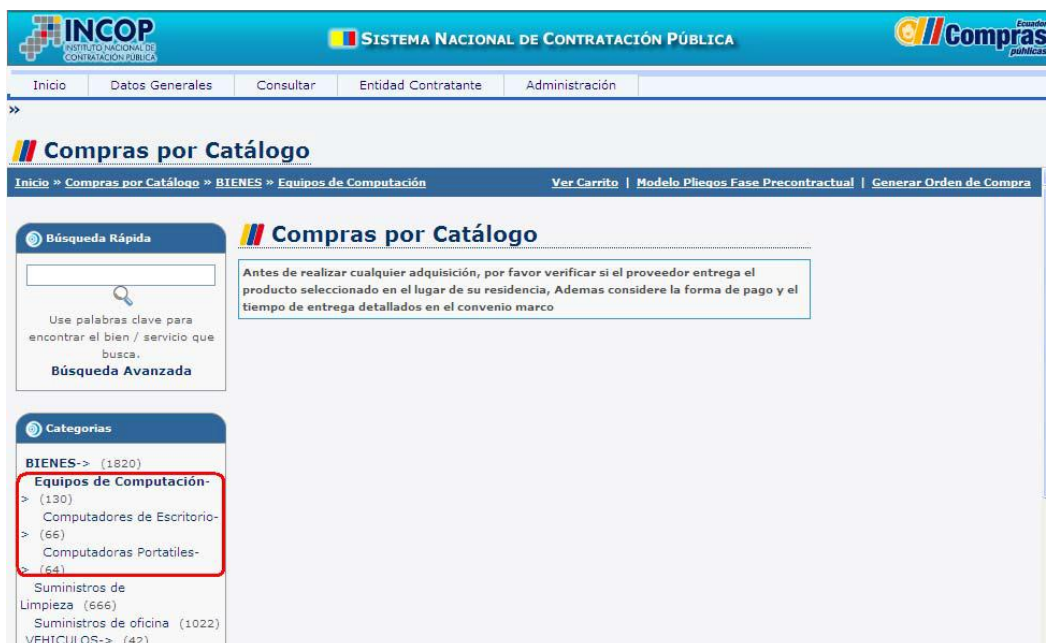 INCOP
INSTITUTO NACIONAL DE
CONTRATACIÓN PÚBLICA
SISTEMA NACIONAL DE CONTRATACIÓN PÚBLICA
Ecuador
Compras
públicas
Inicio Datos Generales Consultar Entidad Contratante Administración
»
Compras por Catálogo
Inicio » Compras por Catálogo » BIENES » Equipos de Computación Ver Carrito | Modelo Pliegos Fase Precontractual | Generar Orden de Compra
Búsqueda Rápida
Use palabras clave para
encontrar el bien / servicio que
busca.
Búsqueda Avanzada
Compras por Catálogo
Antes de realizar cualquier adquisición, por favor verificar si el proveedor entrega el
producto seleccionado en el lugar de su residencia, Ademas considere la forma de pago y el
tiempo de entrega detallados en el convenio marco
Categorias
BIENES-> (1820)
Equipos de Computación-
> (130)
Computadores de Escritorio-
> (66)
Computadoras Portatiles-
> (64)
Suministros de
Limpieza (666)
Suministros de oficina (1022)
VEHICULOS-> (42)